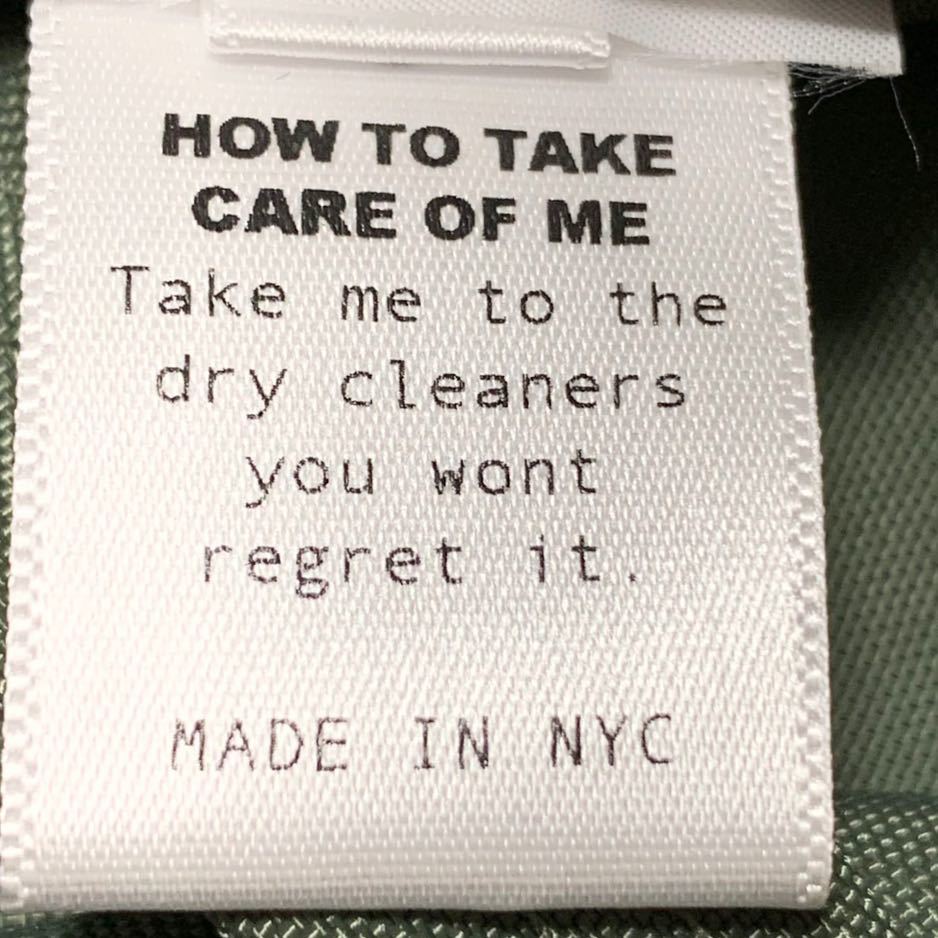 HOW TO TAKE
CARE OF ME
Take me to the
dry cleaners
you wont
regret it.
MADE IN NYC